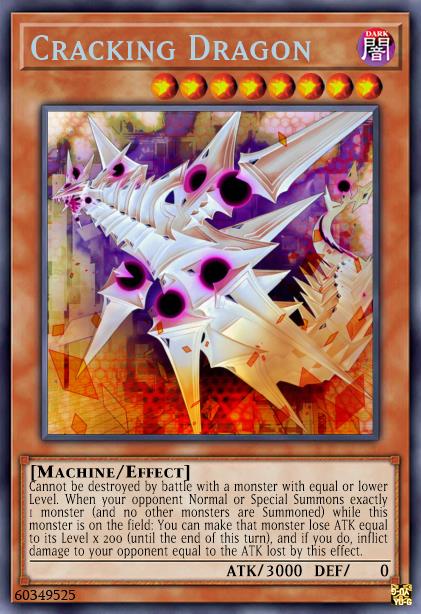 CRACKING DRAGON
DARK
闇
[MACHINE/EFFECT]
Cannot be destroyed by battle with a monster with equal or lower
Level. When your opponent Normal or Special Summons exactly
1 monster (and no other monsters are Summoned) while this
monster is on the field: You can make that monster lose ATK equal
to its Level x 200 (until the end of this turn), and if you do, inflict
damage to your opponent equal to the ATK lost by this effect.
ATK/3000 DEF/ 0
60349525